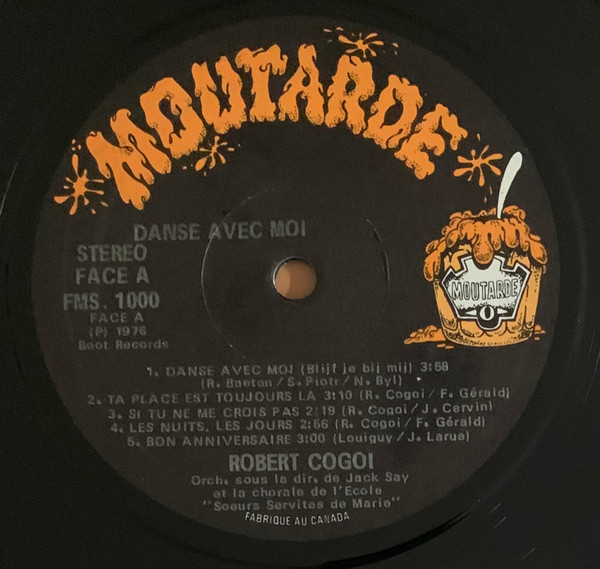 MOUTARDE
DANSE AVEC MOI
STEREO
FACE A
FMS. 1000
FACE A
(P) 1976
Boot Records
MOUTARDE
1. DANSE AVEC MOI (Blijf je bij mij) 3:58
(R. Baeten/S. Piotr/N. Byl)
2. TA PLACE EST TOUJOURS LA 3:10 (R. Cogoi/F. Gérald)
3. SI TU NE ME CROIS PAS 2:19 (R. Cogoi/J. Cervin)
4. LES NUITS, LES JOURS 2:56 (R. Cogoi/F. Gérald)
5. BON ANNIVERSAIRE 3:00 (Louiguy/J. Larue)
ROBERT COGOI
Orch. sous la dir. de Jack Say
et la chorale de l'Ecole
"Soeurs Servites de Marie"
FABRIQUE AU CANADA